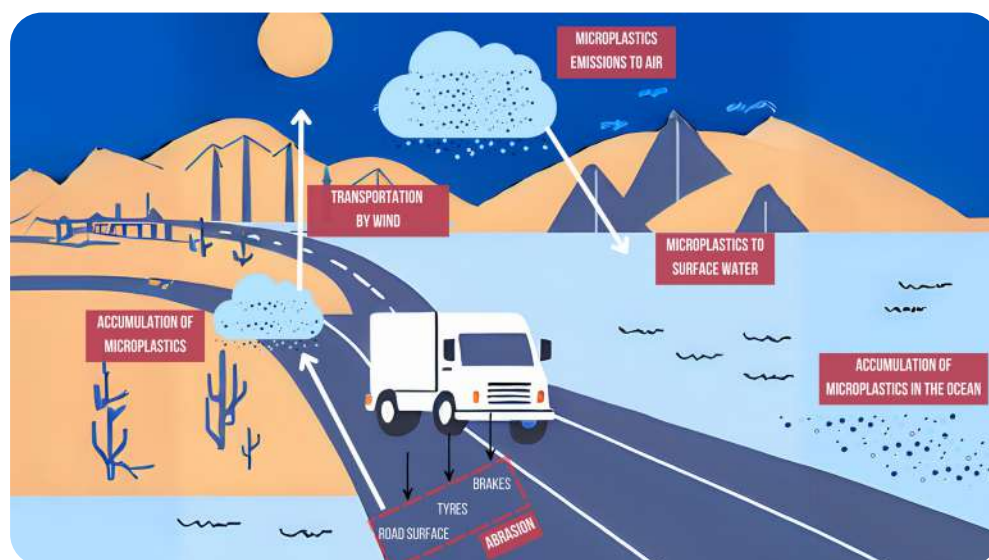 MICROPLASTICS
EMISSIONS TO AIR
TRANSPORTATION
BY WIND
MICROPLASTICS TO
SURFACE WATER
ACCUMULATION OF
MICROPLASTICS
ACCUMULATION OF
MICROPLASTICS IN THE OCEAN
BRAKES
TYRES
ROAD SURFACE
ABRASION